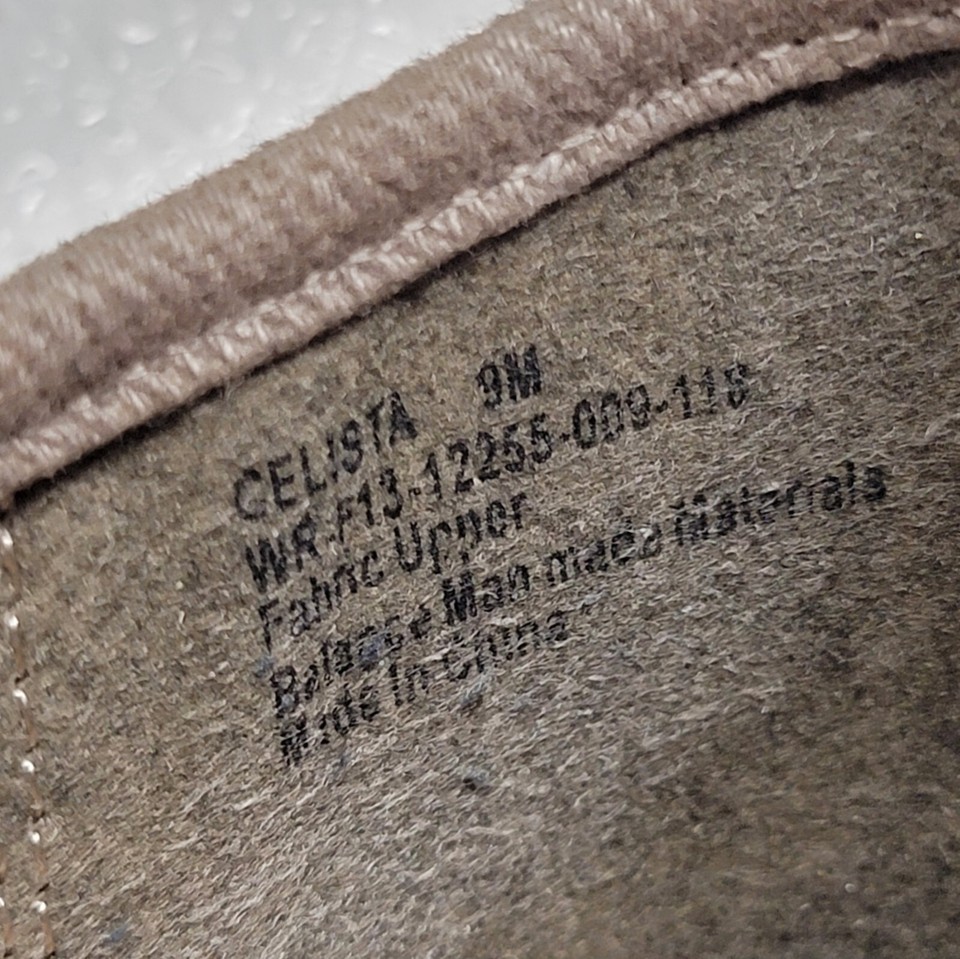 CELISTA 9M
WR-F13-12255-009-118
Fabric Upper
Balance Man made Materials
Made In China